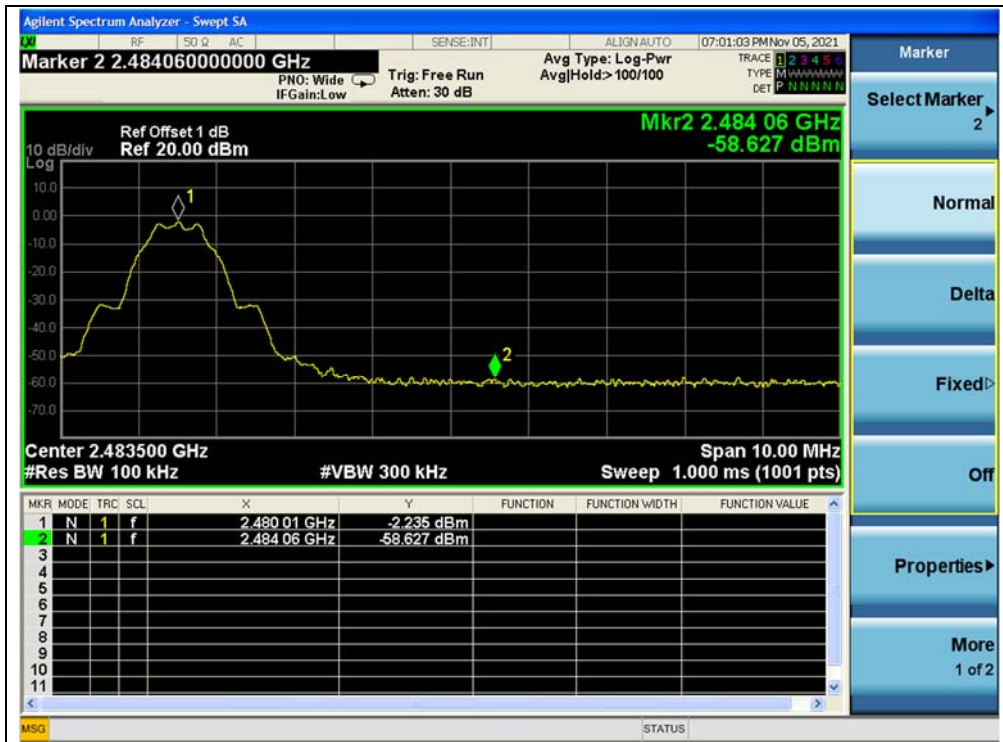 Agilent Spectrum Analyzer - Swept SA
LXI RF 50 Ω AC SENSE:INT ALIGN AUTO 07:01:03 PM Nov 05, 2021
Marker 2 2.484060000000 GHz
PNO: Wide
IFGain:Low
Trig: Free Run
Atten: 30 dB
Avg Type: Log-Pwr
Avg|Hold:> 100/100
TRACE 1 2 3 4 5 6
TYPE M
DET P N N N N N
Mkr2 2.484 06 GHz
-58.627 dBm
Ref Offset 1 dB
10 dB/div Ref 20.00 dBm
Log
10.0
0.00
-10.0
-20.0
-30.0
-40.0
-50.0
-60.0
-70.0
1
2
Center 2.483500 GHz Span 10.00 MHz
#Res BW 100 kHz #VBW 300 kHz Sweep 1.000 ms (1001 pts)
MKR MODE TRC SCL X Y FUNCTION FUNCTION WIDTH FUNCTION VALUE
1 N 1 f 2.480 01 GHz -2.235 dBm
2 N 1 f 2.484 06 GHz -58.627 dBm
3
4
5
6
7
8
9
10
11
MSG STATUS
Marker
Select Marker
2
Normal
Delta
Fixed
Off
Properties
More
1 of 2